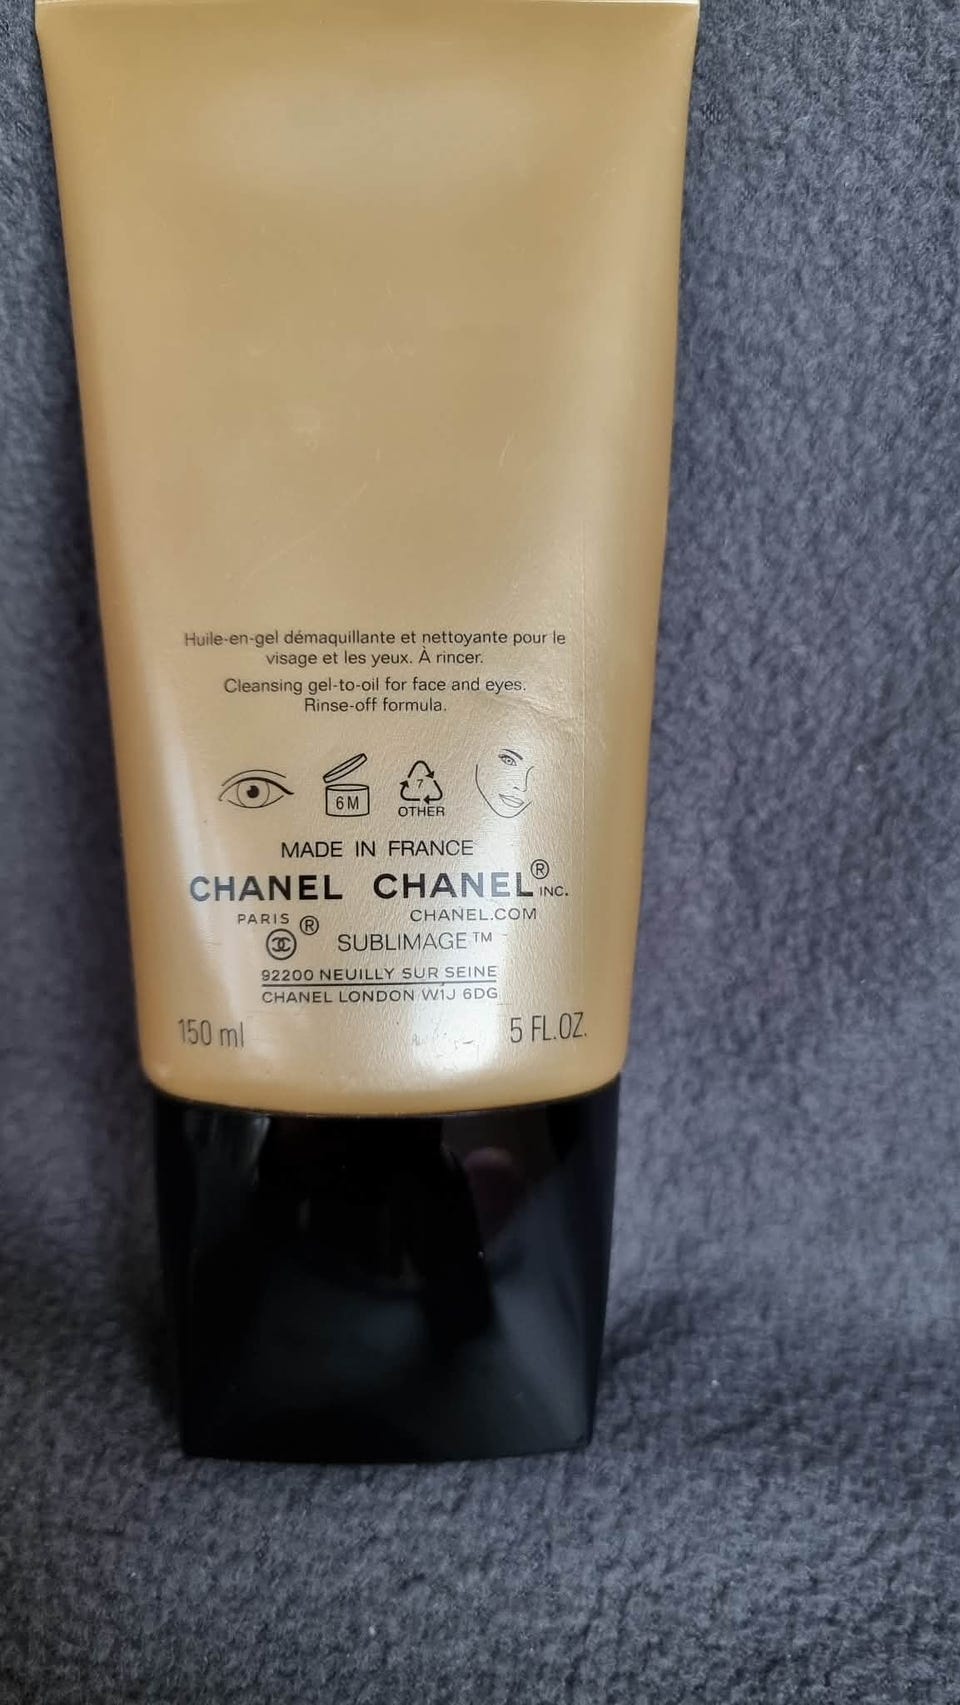 Huile-en-gel démaquillante et nettoyante pour le
visage et les yeux. À rincer.
Cleansing gel-to-oil for face and eyes.
Rinse-off formula.
6M
7
OTHER
MADE IN FRANCE
CHANEL CHANEL® INC.
PARIS ® CHANEL.COM
SUBLIMAGE™
92200 NEUILLY SUR SEINE
CHANEL LONDON W1J 6DG
150 ml 5 FL.OZ.